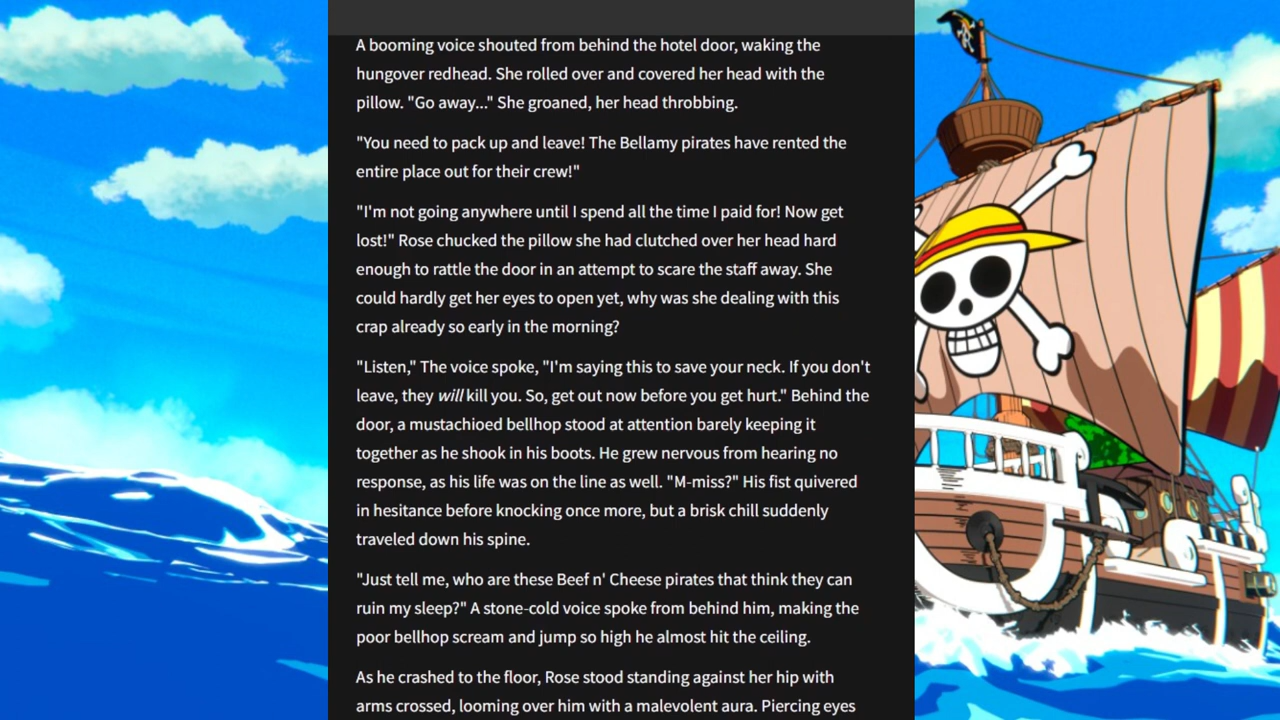 A booming voice shouted from behind the hotel door, waking the
hungover redhead. She rolled over and covered her head with the
pillow. "Go away..." She groaned, her head throbbing.
"You need to pack up and leave! The Bellamy pirates have rented the
entire place out for their crew!"
"I'm not going anywhere until I spend all the time I paid for! Now get
lost!" Rose chucked the pillow she had clutched over her head hard
enough to rattle the door in an attempt to scare the staff away. She
could hardly get her eyes to open yet, why was she dealing with this
crap already so early in the morning?
"Listen," The voice spoke, "I'm saying this to save your neck. If you don't
leave, they will kill you. So, get out now before you get hurt." Behind the
door, a mustachioed bellhop stood at attention barely keeping it
together as he shook in his boots. He grew nervous from hearing no
response, as his life was on the line as well. "M-miss?" His fist quivered
in hesitance before knocking once more, but a brisk chill suddenly
traveled down his spine.
"Just tell me, who are these Beef n' Cheese pirates that think they can
ruin my sleep?" A stone-cold voice spoke from behind him, making the
poor bellhop scream and jump so high he almost hit the ceiling.
As he crashed to the floor, Rose stood standing against her hip with
arms crossed, looming over him with a malevolent aura. Piercing eyes